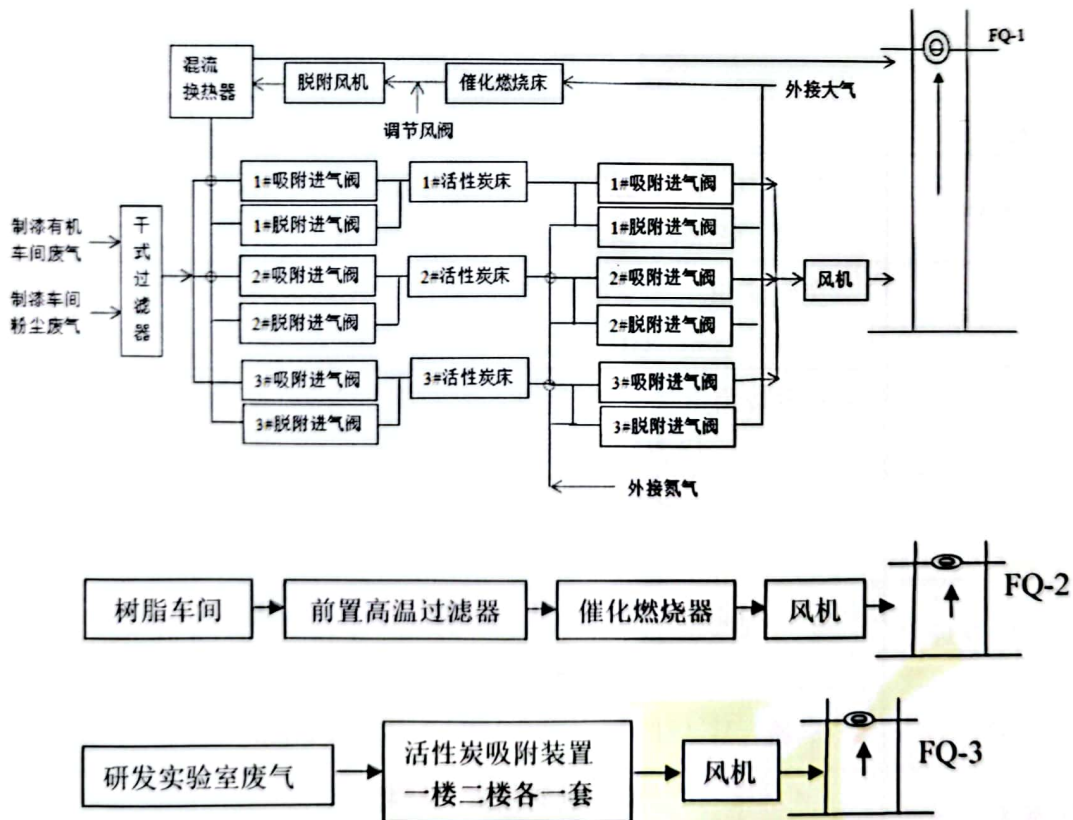 FQ-1
混流
换热器
脱附风机
催化燃烧床
外接大气
调节风阀
1#吸附进气阀
1#活性炭床
1#吸附进气阀
1#脱附进气阀
1#脱附进气阀
制漆有机
车间废气
干式过滤器
2#吸附进气阀
2#活性炭床
2#吸附进气阀
风机
制漆车间
粉尘废气
2#脱附进气阀
2#脱附进气阀
3#吸附进气阀
3#活性炭床
3#吸附进气阀
3#脱附进气阀
3#脱附进气阀
外接氮气
树脂车间
前置高温过滤器
催化燃烧器
风机
FQ-2
研发实验室废气
活性炭吸附装置
一楼二楼各一套
风机
FQ-3